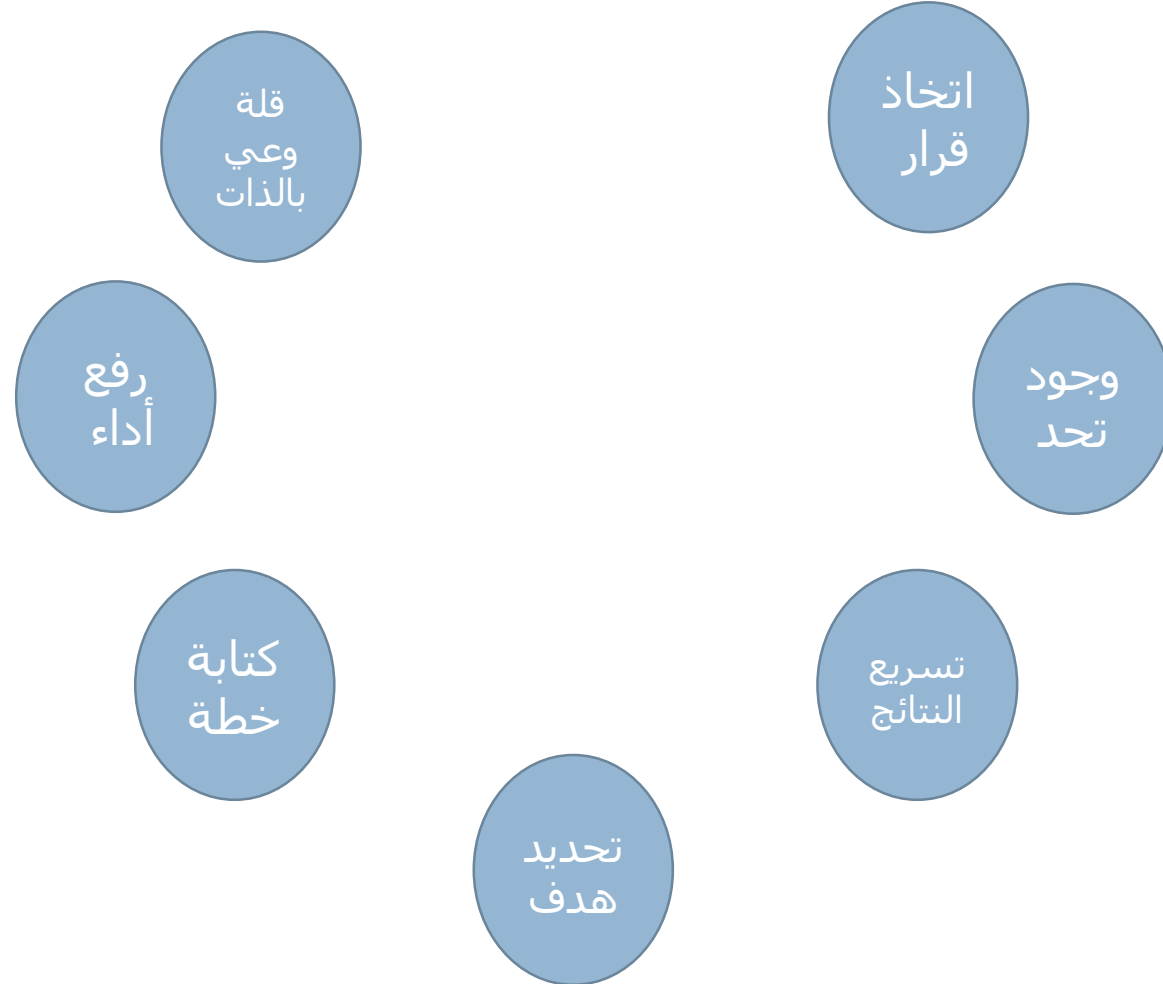 اتخاذ
قرار
قلة
وعي
بالذات
وجود
تحد
رفع
أداء
تسريع
النتائج
كتابة
خطة
تحديد
هدف